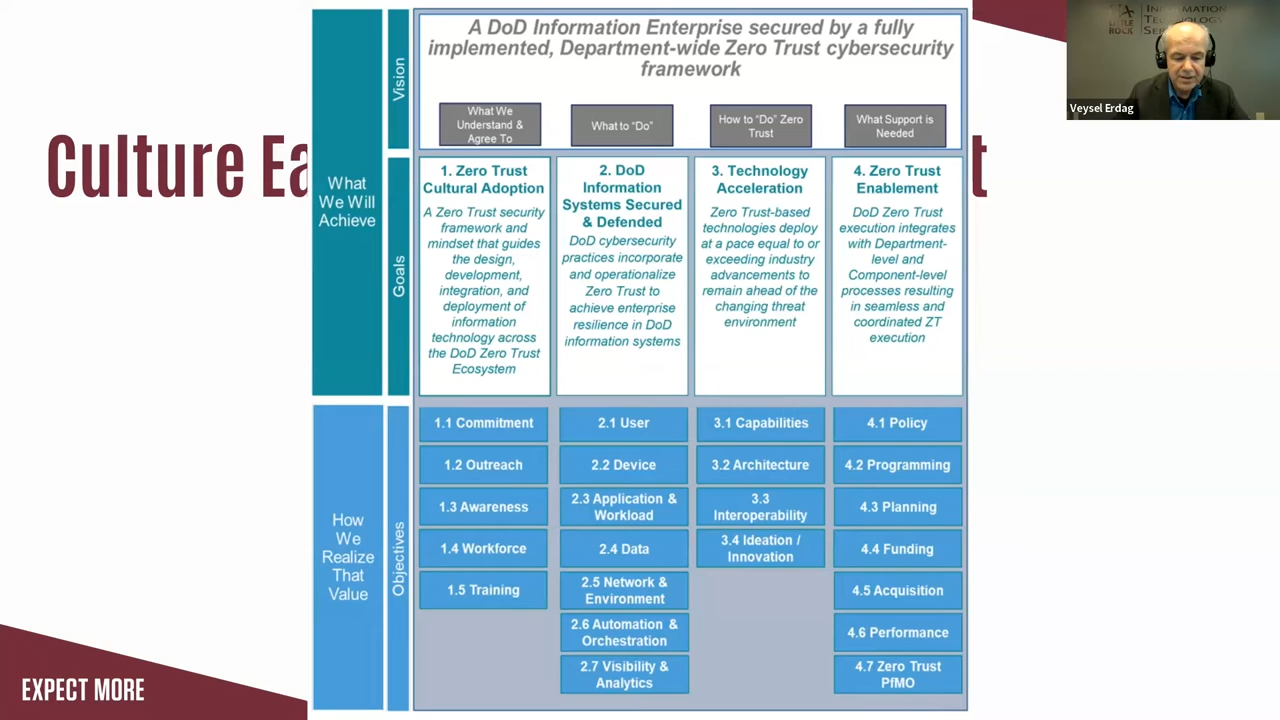 A DoD Information Enterprise secured by a fully
implemented, Department-wide Zero Trust cybersecurity
framework
Vision
What We
Understand &
Agree To
What to “Do”
How to “Do” Zero
Trust
What Support is
Needed
Culture Ea
t
What
We Will
Achieve
Goals
1. Zero Trust
Cultural Adoption
A Zero Trust security
framework and
mindset that guides
the design,
development,
integration, and
deployment of
information
technology across
the DoD Zero Trust
Ecosystem
2. DoD
Information
Systems Secured
& Defended
DoD cybersecurity
practices incorporate
and operationalize
Zero Trust to
achieve enterprise
resilience in DoD
information systems
3. Technology
Acceleration
Zero Trust-based
technologies deploy
at a pace equal to or
exceeding industry
advancements to
remain ahead of the
changing threat
environment
4. Zero Trust
Enablement
DoD Zero Trust
execution integrates
with Department-
level and
Component-level
processes resulting
in seamless and
coordinated ZT
execution
How
We
Realize
That
Value
Objectives
1.1 Commitment
1.2 Outreach
1.3 Awareness
1.4 Workforce
1.5 Training
2.1 User
2.2 Device
2.3 Application &
Workload
2.4 Data
2.5 Network &
Environment
2.6 Automation &
Orchestration
2.7 Visibility &
Analytics
3.1 Capabilities
3.2 Architecture
3.3
Interoperability
3.4 Ideation /
Innovation
4.1 Policy
4.2 Programming
4.3 Planning
4.4 Funding
4.5 Acquisition
4.6 Performance
4.7 Zero Trust
PfMO
EXPECT MORE
Veysel Erdag
ROCK